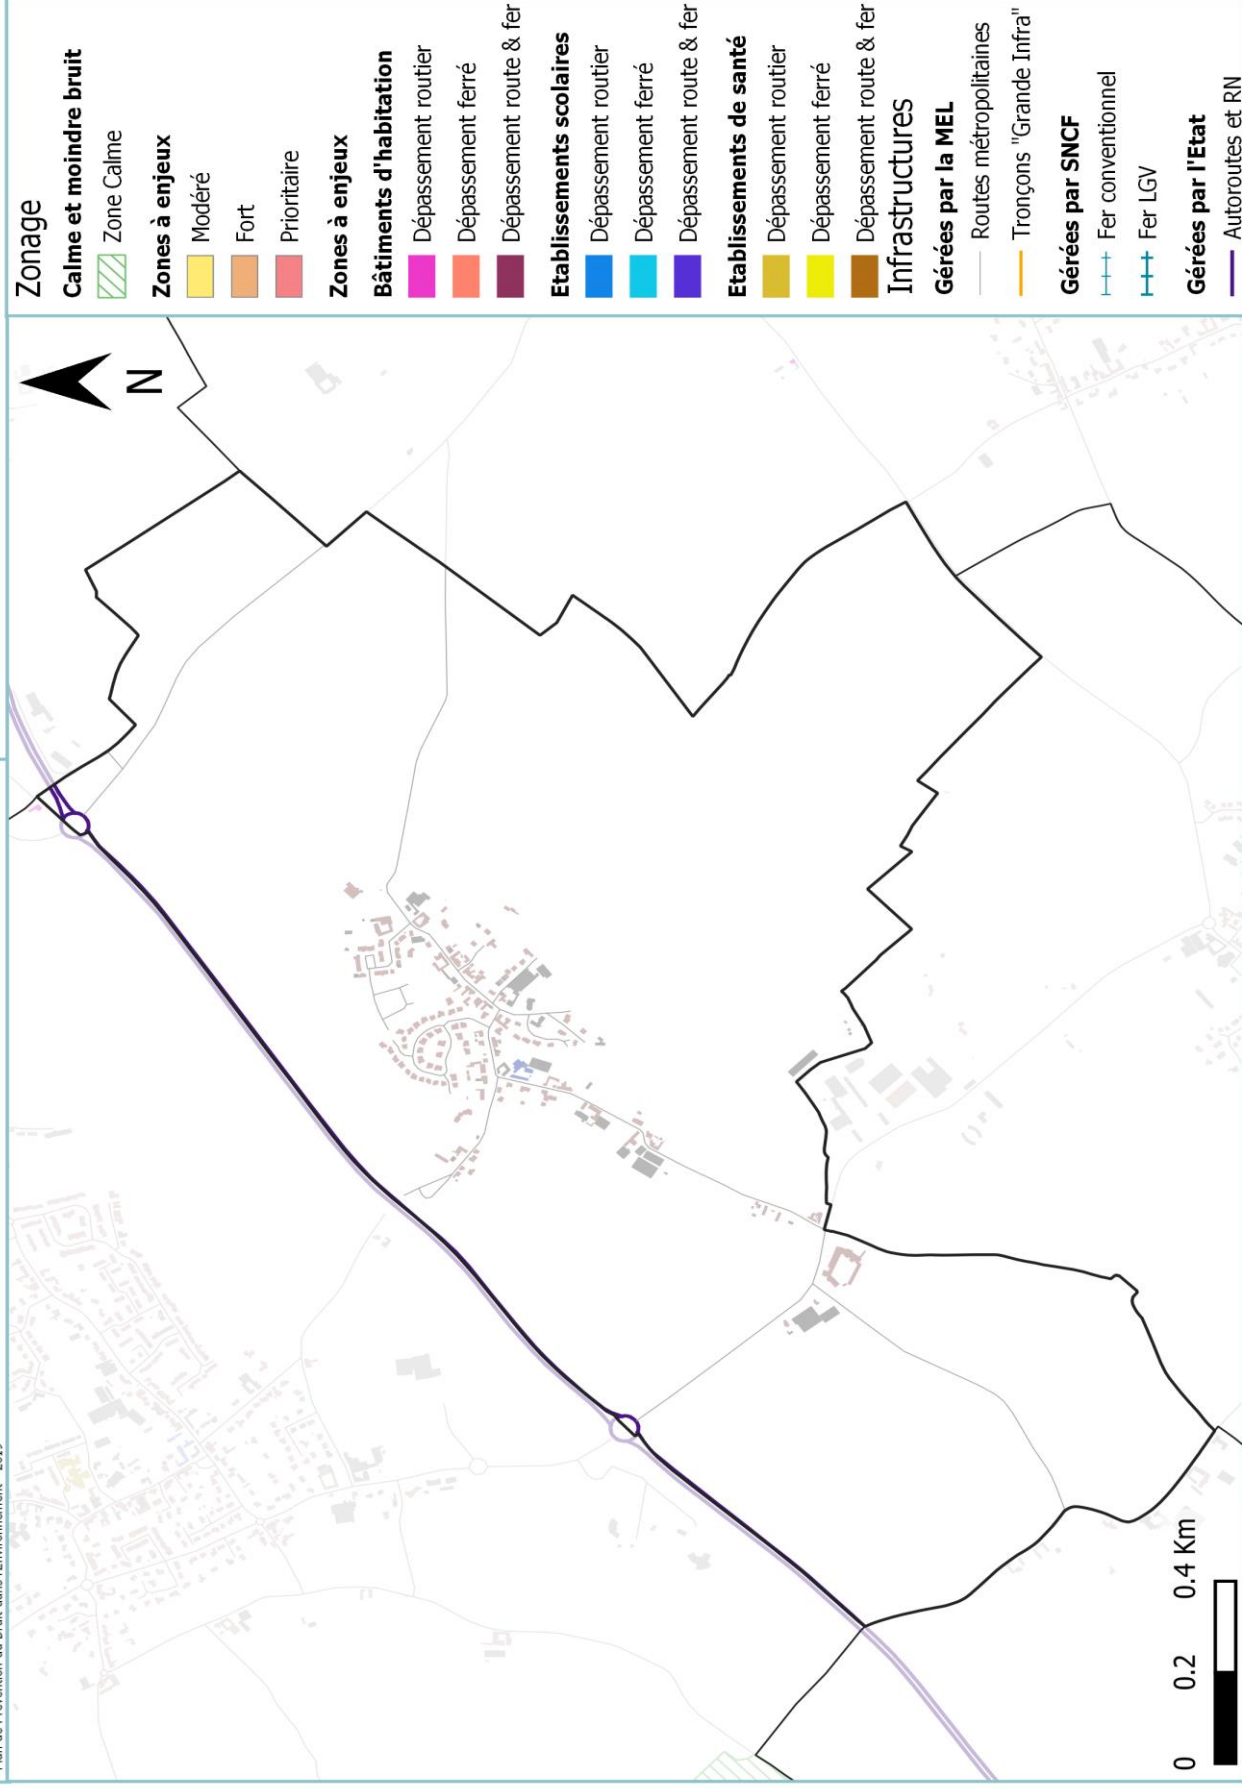 Zonage
Calme et moindre bruit
Zone Calme
Zones à enjeux
Modéré
Fort
Prioritaire
Zones à enjeux
Bâtiments d'habitation
Dépassement routier
Dépassement ferré
Dépassement route & fer
Etablissements scolaires
Dépassement routier
Dépassement ferré
Dépassement route & fer
Etablissements de santé
Dépassement routier
Dépassement ferré
Dépassement route & fer
Infrastructures
Gérées par la MEL
Routes métropolitaines
Tronçons "Grande Infra"
Gérées par SNCF
Fer conventionnel
Fer LGV
Gérées par l'Etat
Autoroutes et RN
N
0 0.2 0.4 Km